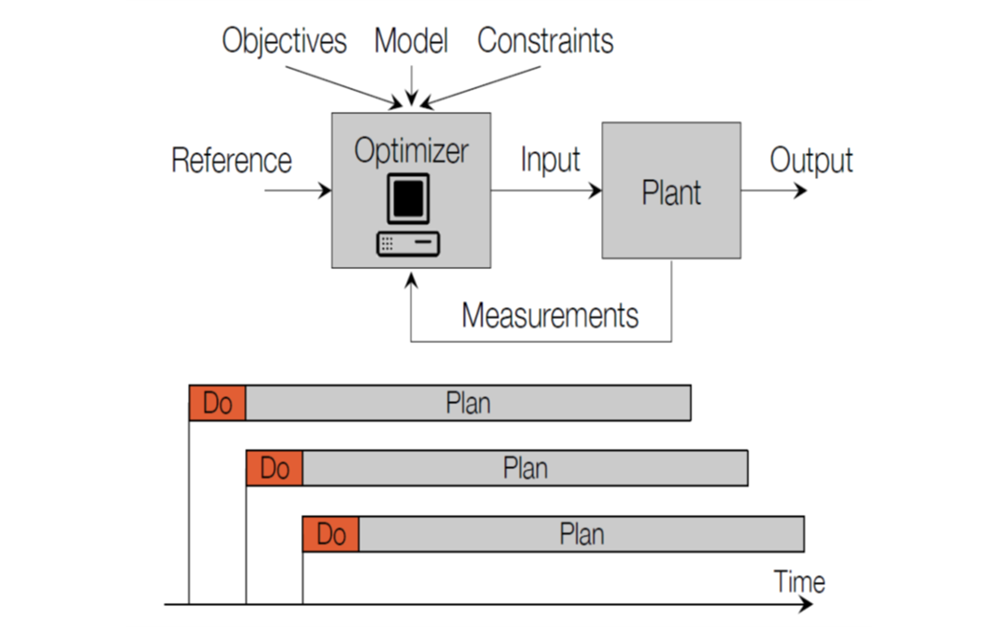 Objectives Model Constraints
Reference
Optimizer
Input
Plant
Output
Measurements
Do Plan
Do Plan
Do Plan
Time